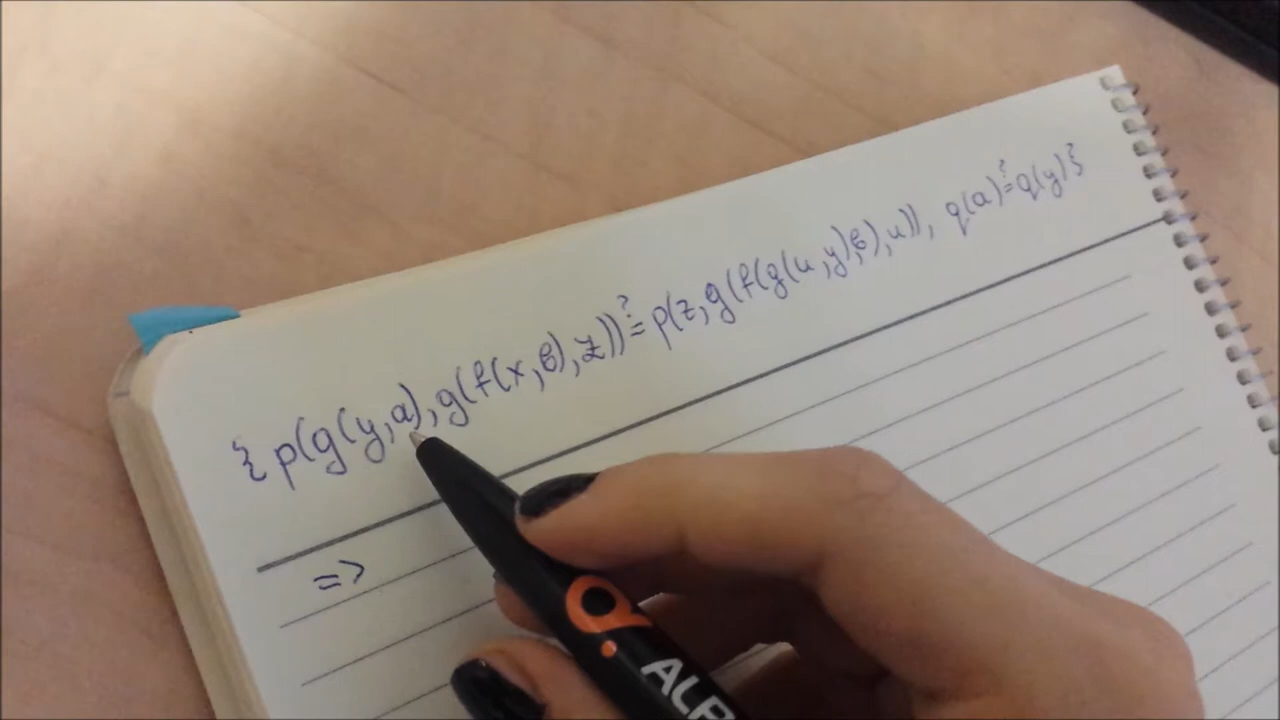 { p(g(y,a),g(f(x,b),z)) ≟ p(z,g(f(g(u,y),b),u)), q(a) ≟ q(y)}
=>
ALP